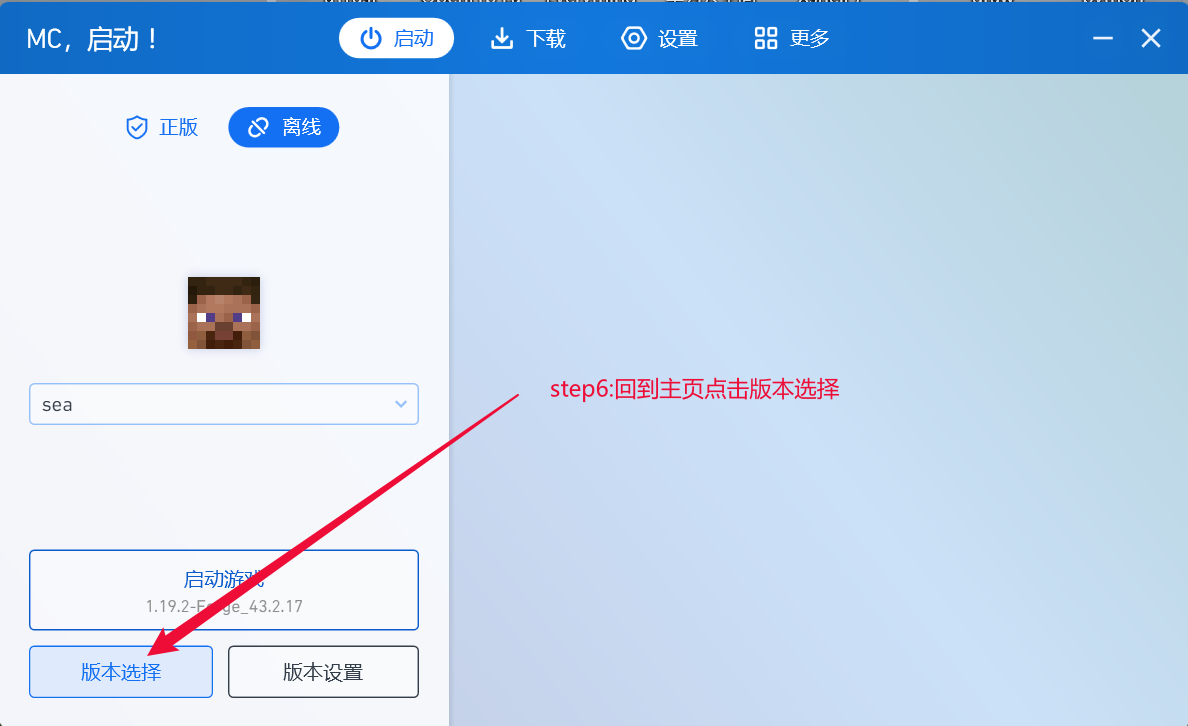 MC，启动！
启动
下载
设置
更多
正版
离线
sea
step6:回到主页点击版本选择
启动游戏
1.19.2-Forge_43.2.17
版本选择
版本设置